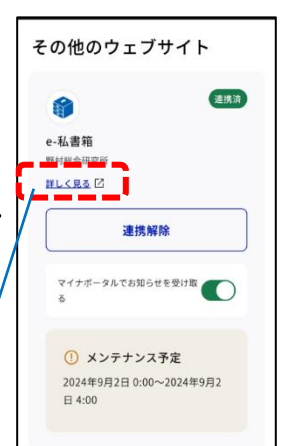 その他のウェブサイト
連携済
e-私書箱
野村総合研究所
詳しく見る
連携解除
マイナポータルでお知らせを受け取
る
メンテナンス予定
2024年9月2日 0:00～2024年9月2
日 4:00